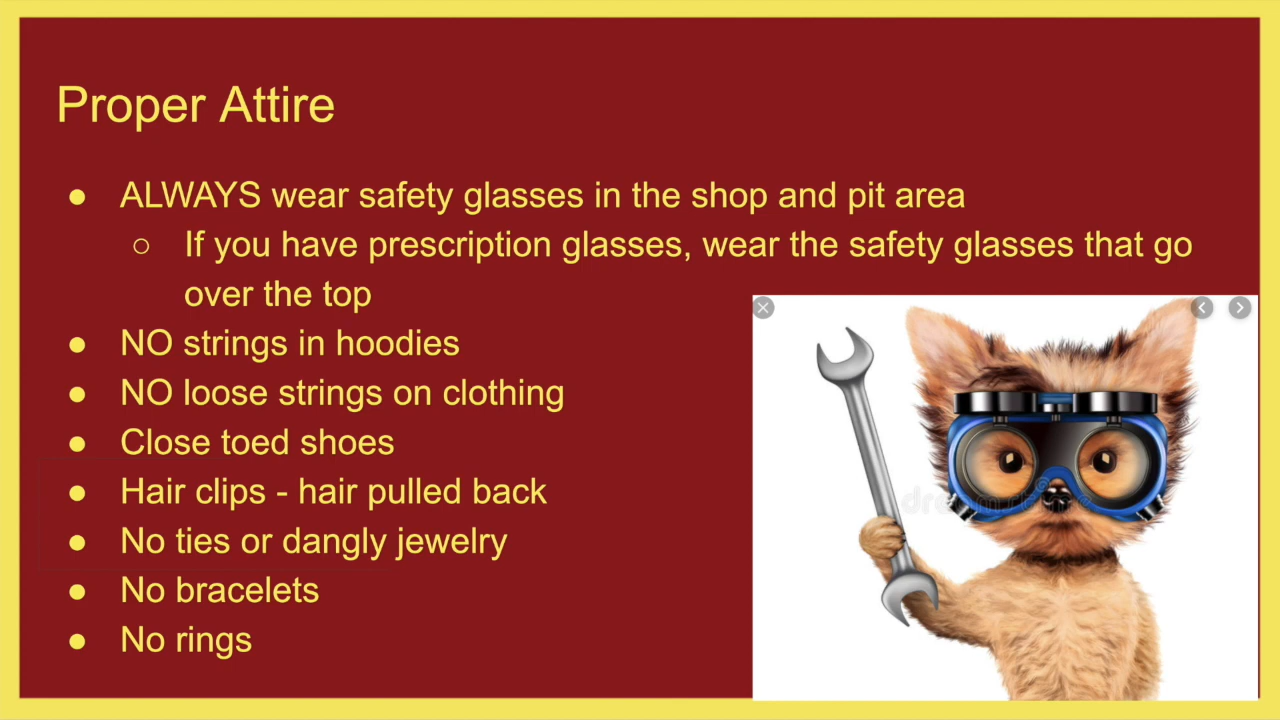 Proper Attire
● ALWAYS wear safety glasses in the shop and pit area
○ If you have prescription glasses, wear the safety glasses that go
over the top
● NO strings in hoodies
● NO loose strings on clothing
● Close toed shoes
● Hair clips - hair pulled back
● No ties or dangly jewelry
● No bracelets
● No rings